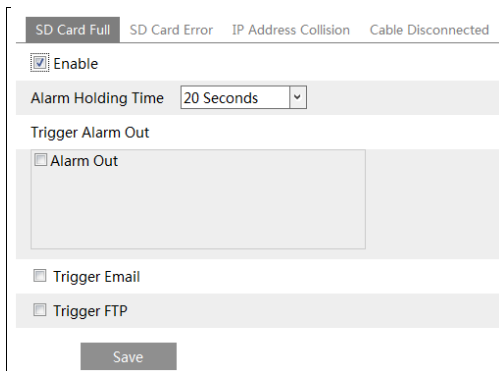 SD Card Full SD Card Error IP Address Collision Cable Disconnected
Enable
Alarm Holding Time 20 Seconds
Trigger Alarm Out
Alarm Out
Trigger Email
Trigger FTP
Save